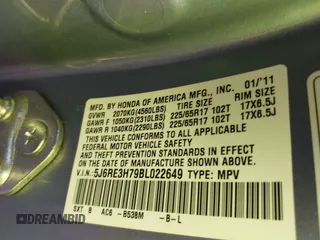 MFD. BY HONDA OF AMERICA MFG., INC. 01/'11
GVWR 2070KG(4560LBS) TIRE SIZE RIM SIZE
GAWR F 1050KG(2310LBS) 225/65R17 102T 17X6.5J
GAWR R 1040KG(2290LBS) 225/65R17 102T 17X6.5J
THIS VEHICLE CONFORMS TO ALL APPLICABLE
FEDERAL MOTOR VEHICLE SAFETY
STANDARDS IN EFFECT ON THE
DATE OF MANUFACTURE SHOWN ABOVE.
V.I.N:5J6RE3H79BL022649 TYPE: MPV
SXT B AC6 -B538M -B-L
DREAMBID